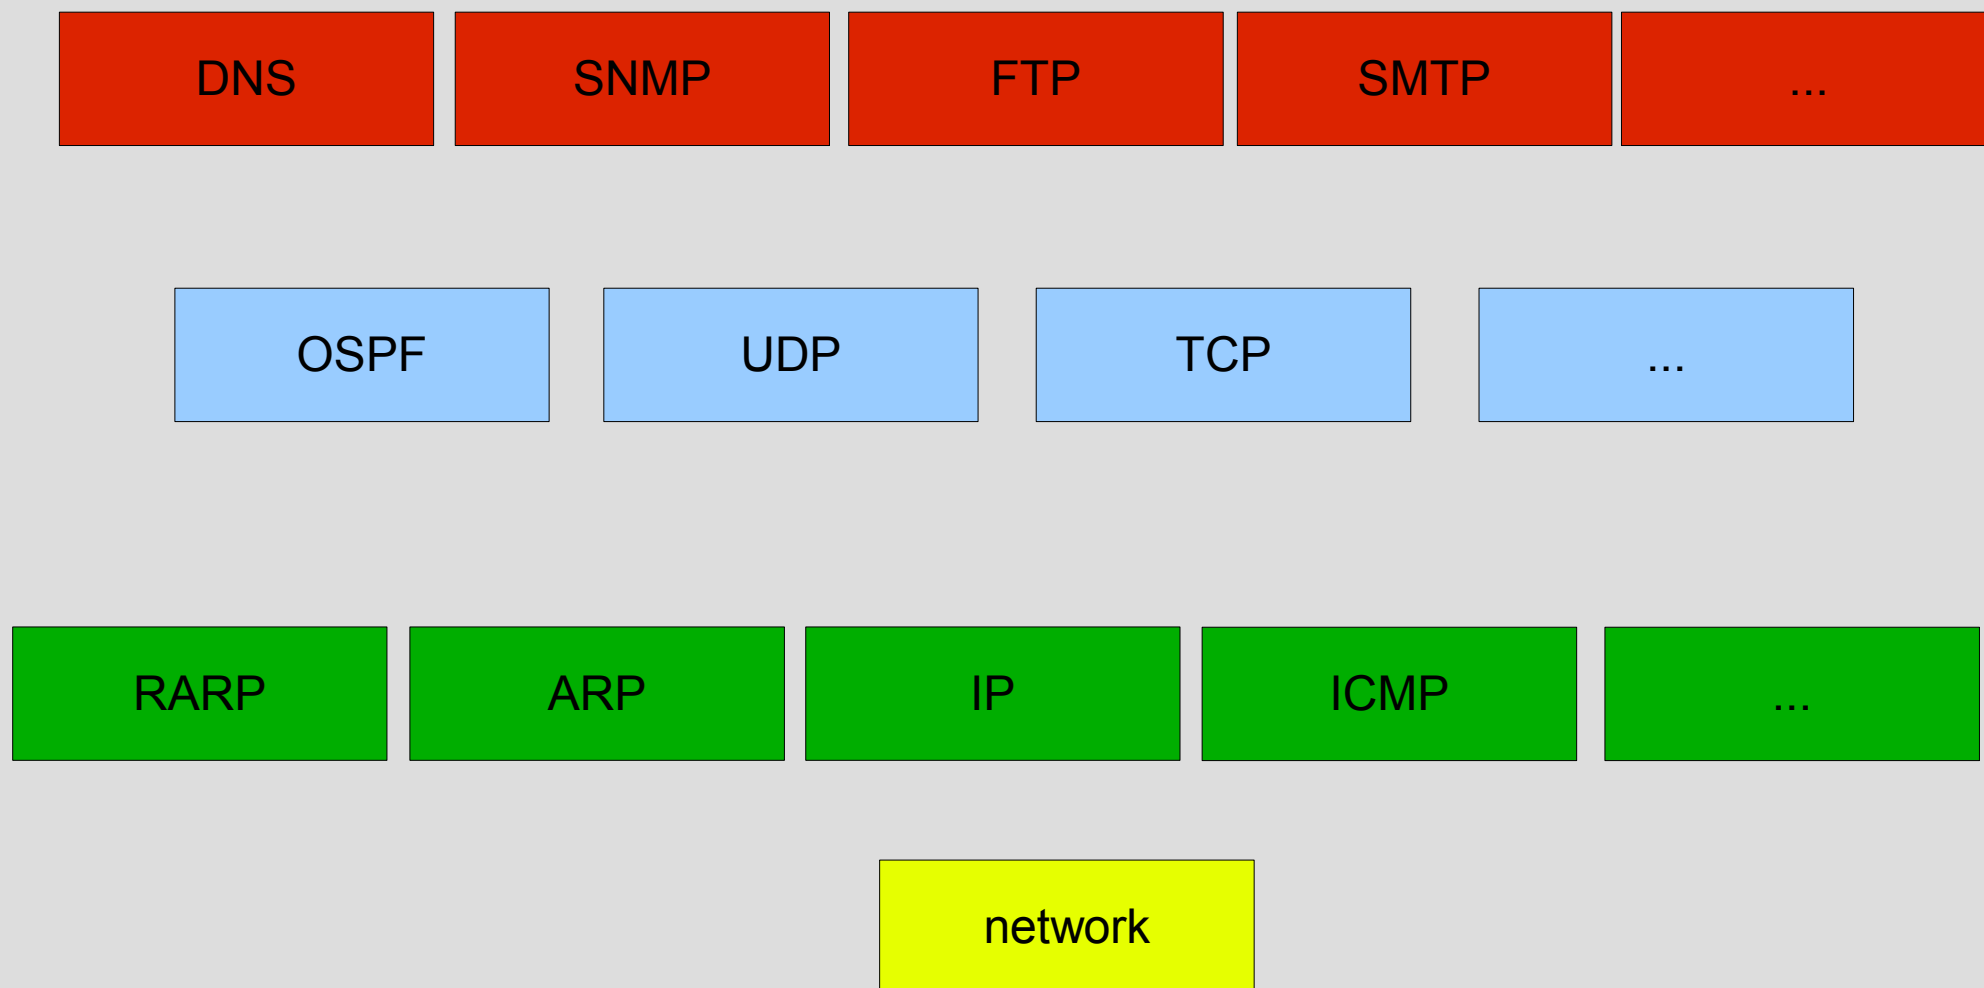 DNS SNMP FTP SMTP ...
OSPF UDP TCP ...
RARP ARP IP ICMP ...
network